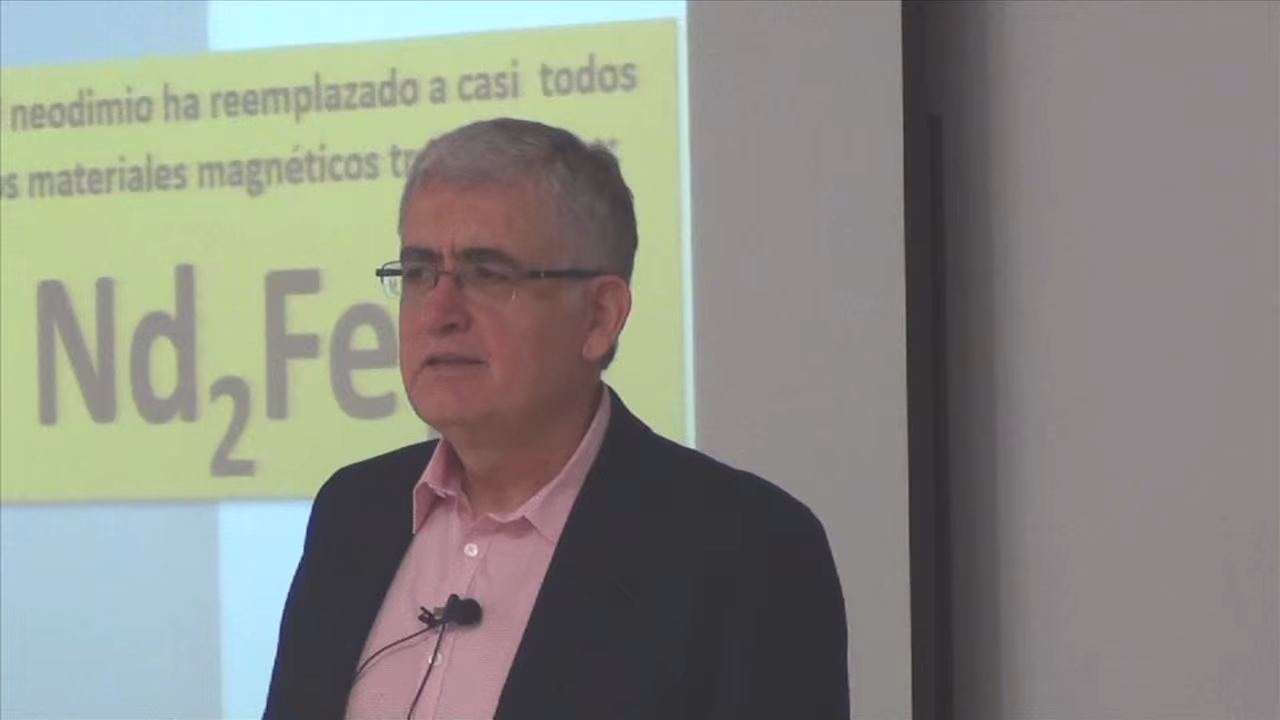 neodimio ha reemplazado a casi todos
materiales magnéticos
Nd₂Fe